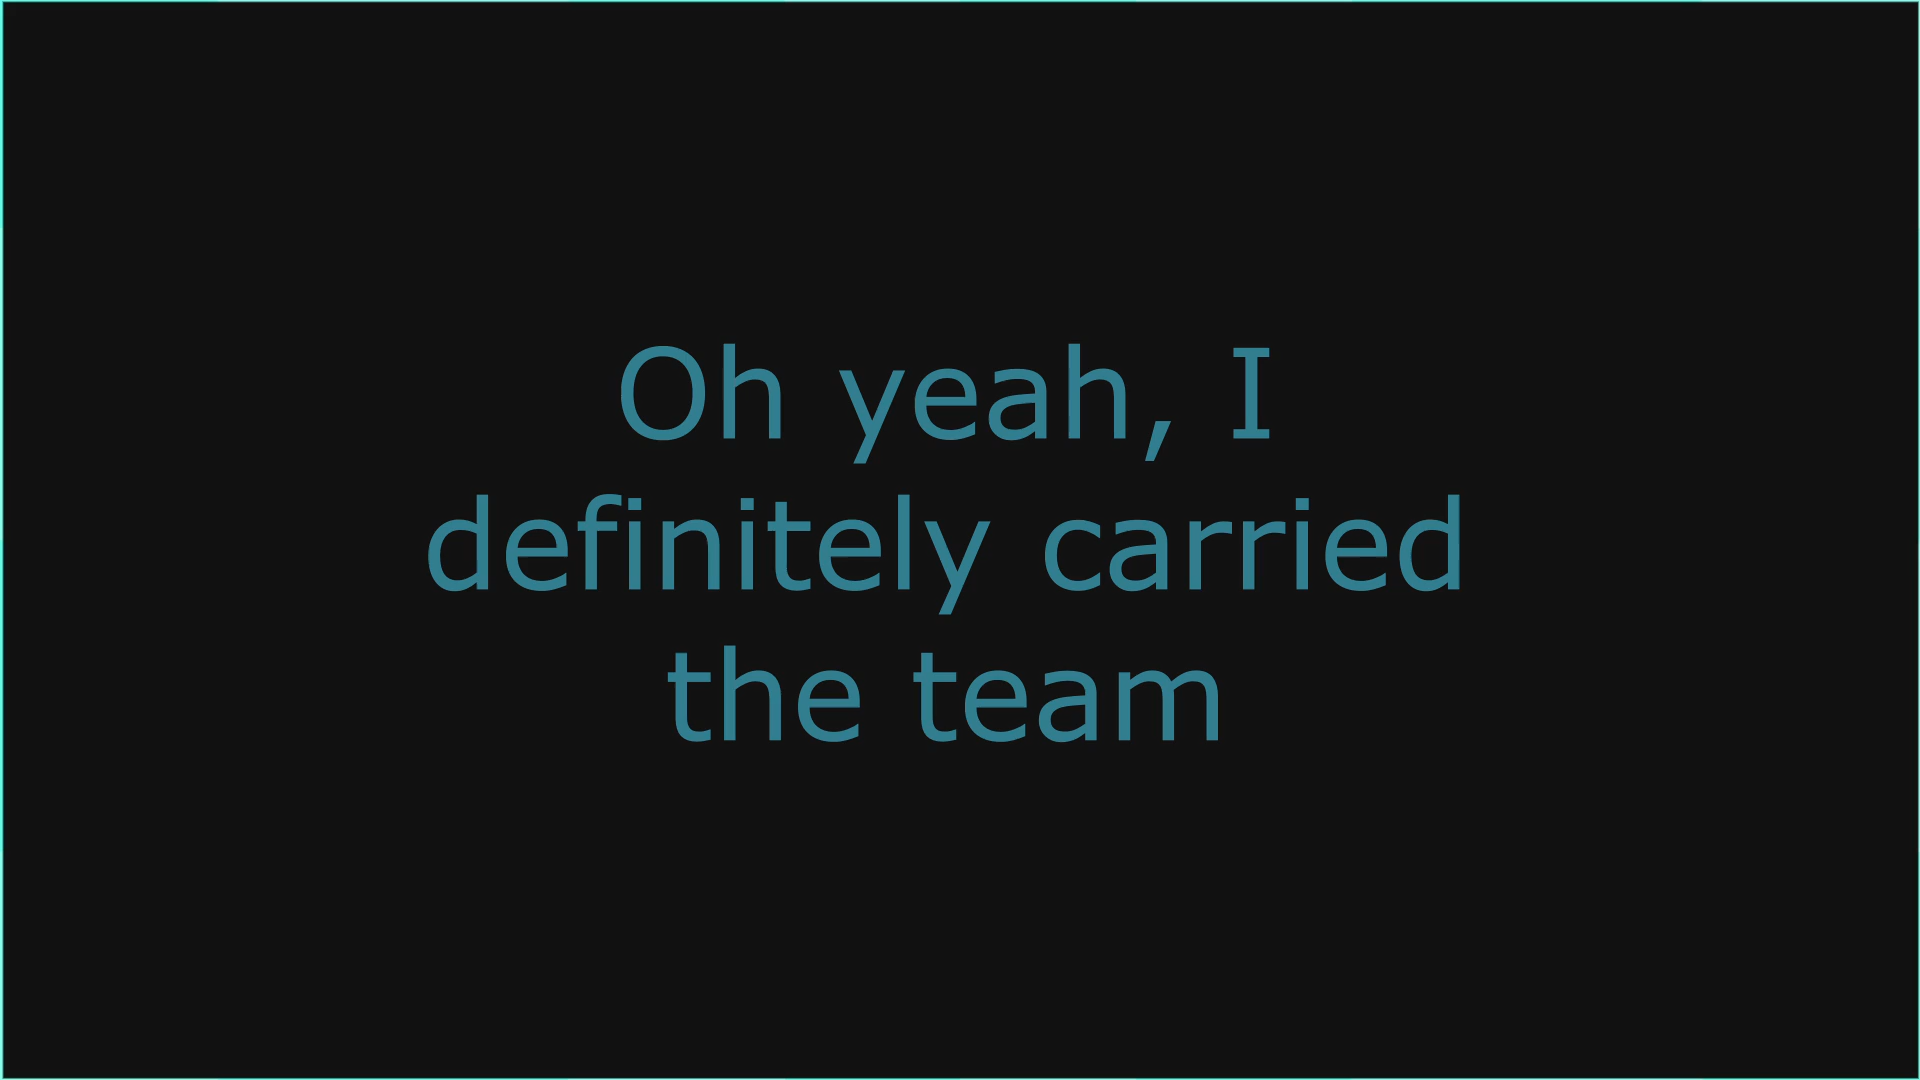 Oh yeah, I
definitely carried
the team